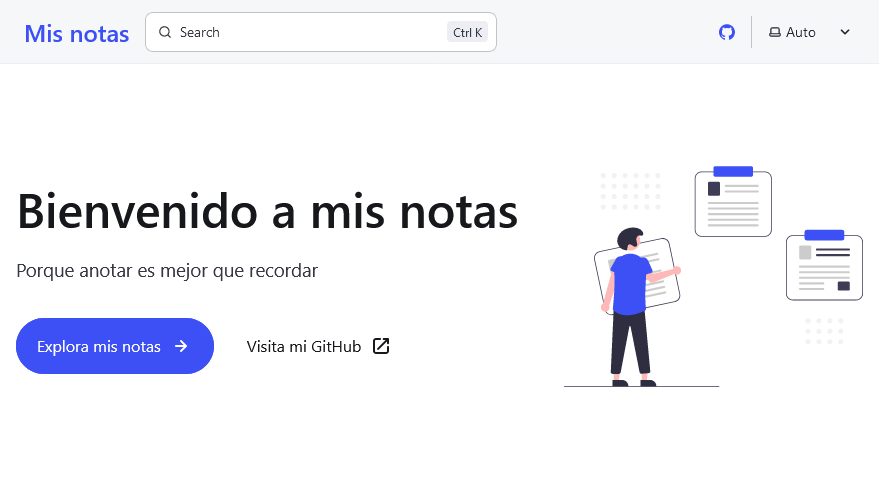 Mis notas
Search
Ctrl K
Auto
Bienvenido a mis notas
Porque anotar es mejor que recordar
Explora mis notas
Visita mi GitHub